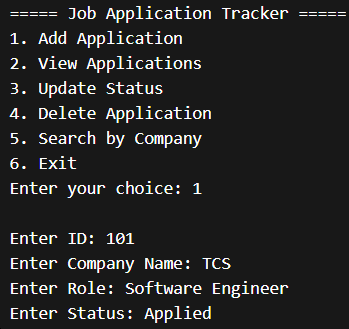 ===== Job Application Tracker =====
1. Add Application
2. View Applications
3. Update Status
4. Delete Application
5. Search by Company
6. Exit
Enter your choice: 1
Enter ID: 101
Enter Company Name: TCS
Enter Role: Software Engineer
Enter Status: Applied